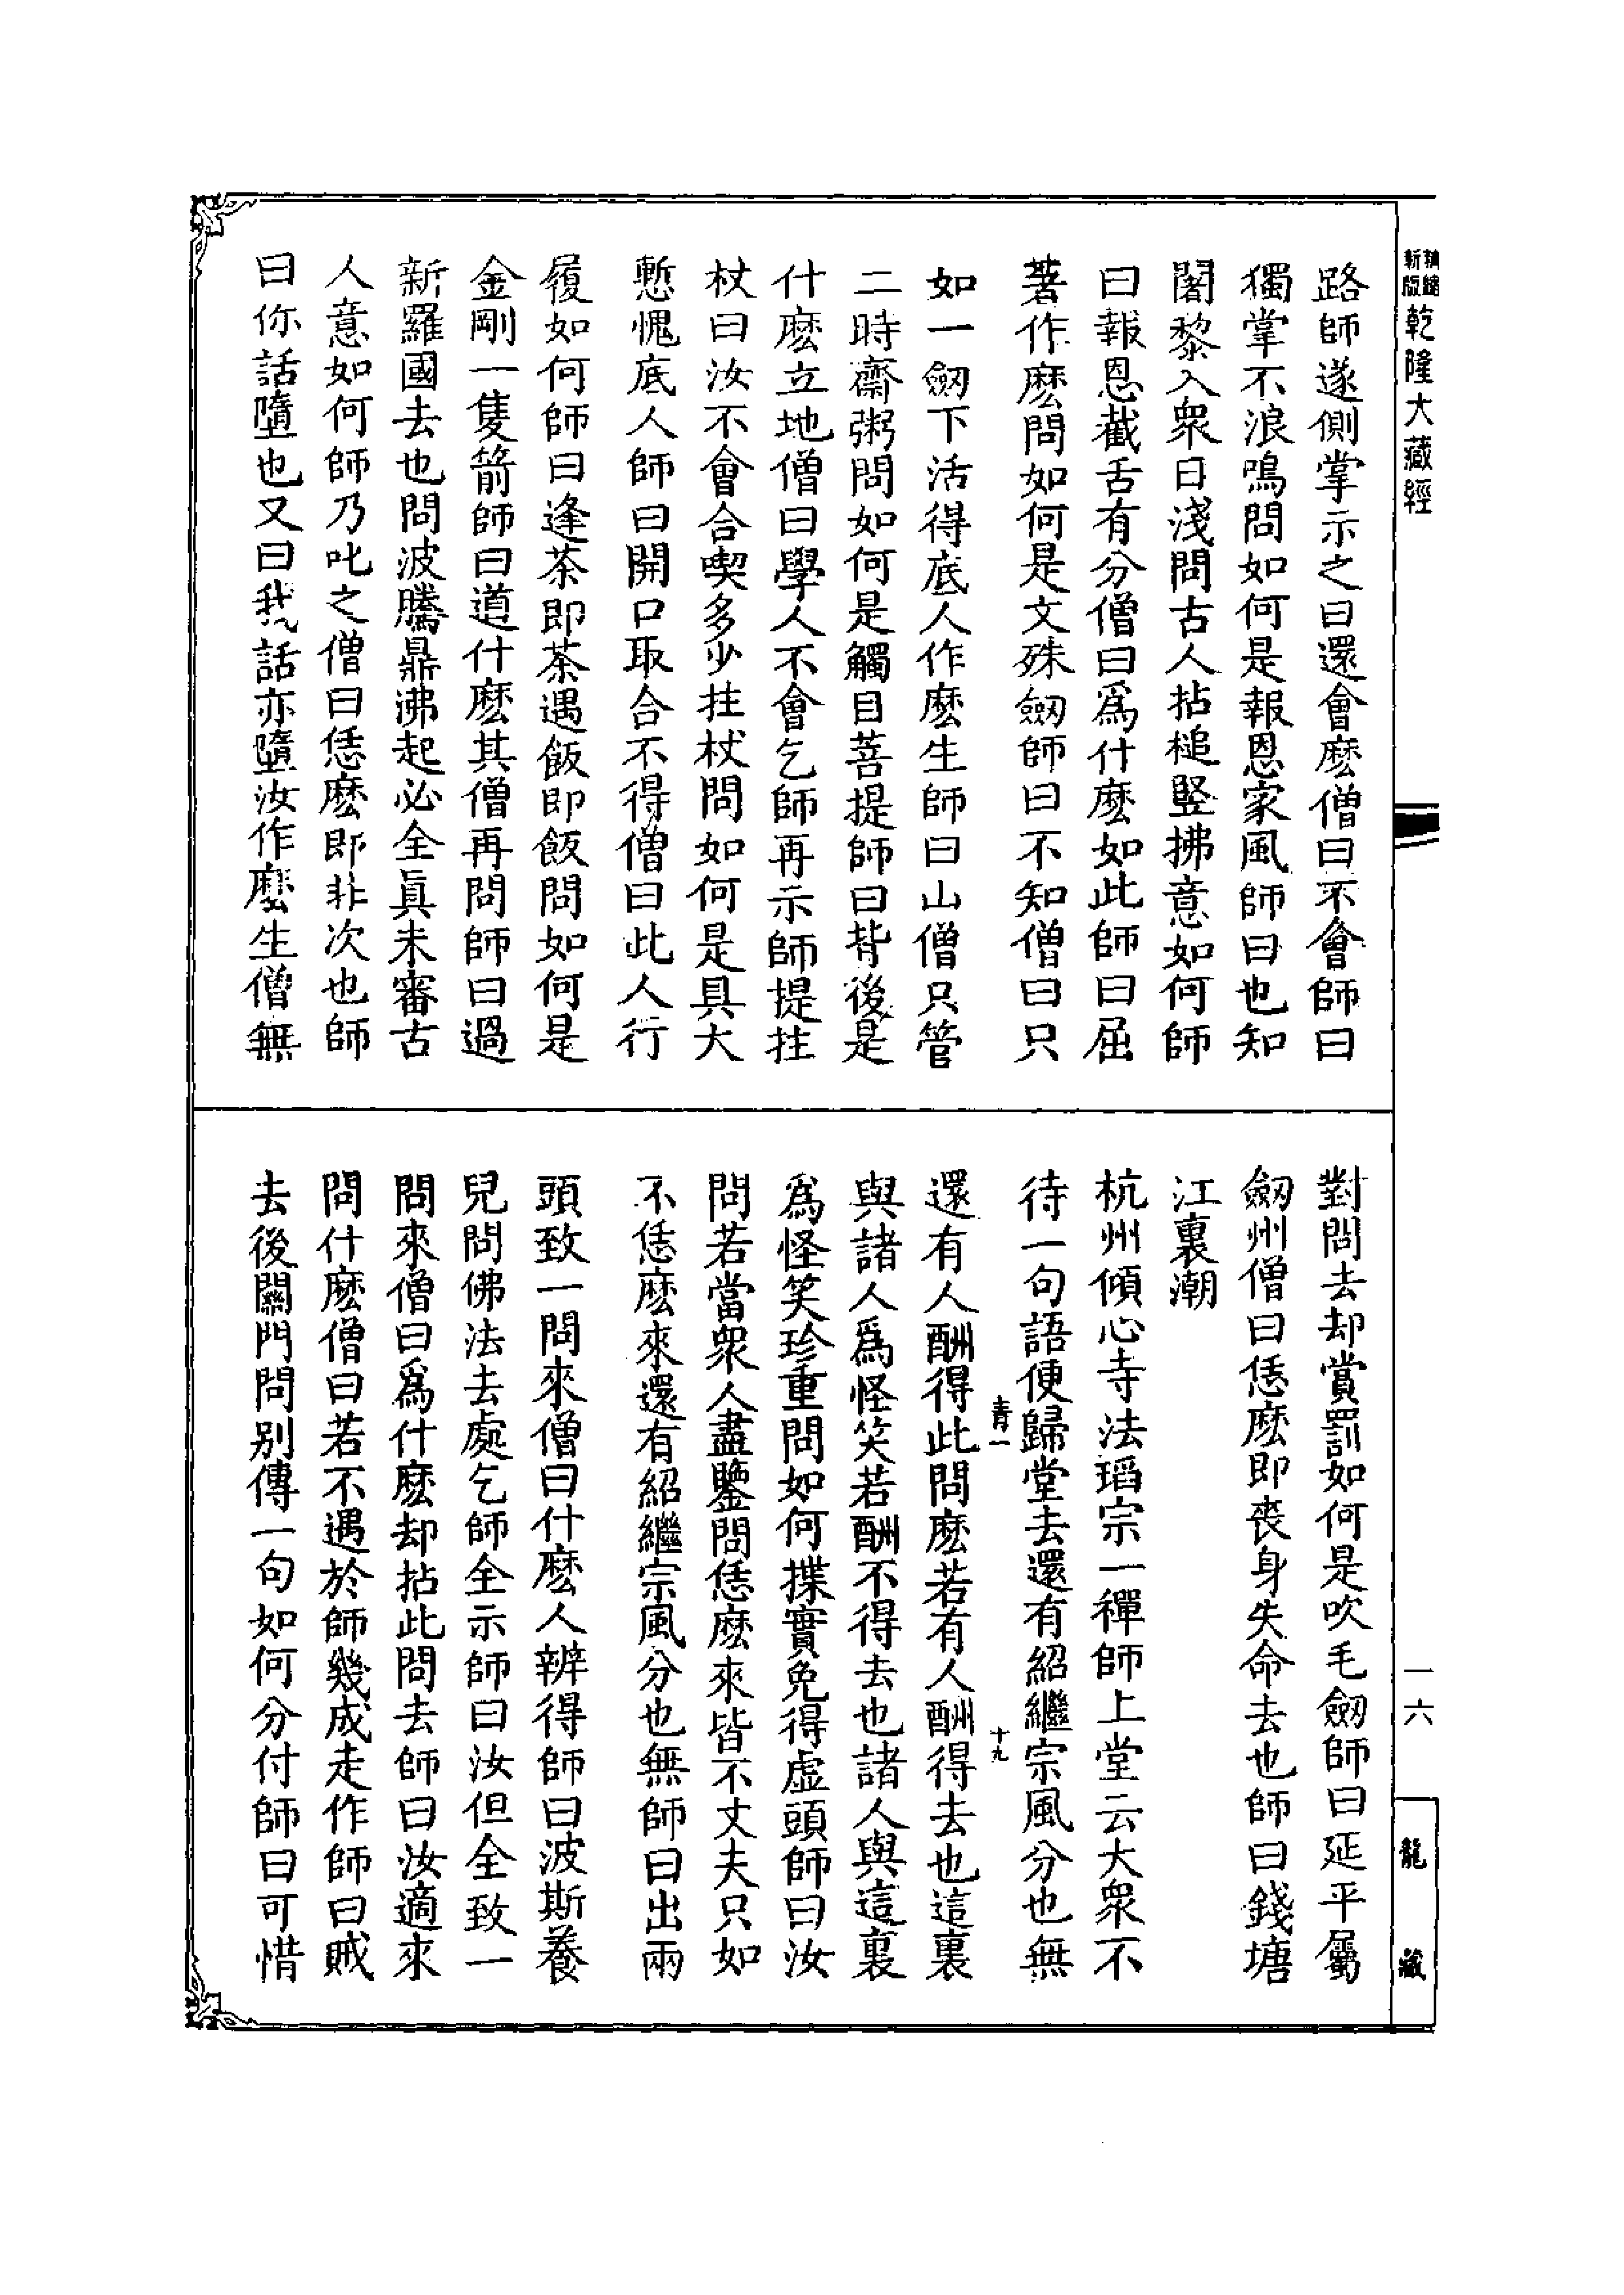 新版
乾隆大藏經
一六
龍藏
路師遂側掌示之曰還會麽僧曰不會師曰
獨掌不浪鳴問如何是報恩家風師曰也知
闍黎入衆日淺問古人拈槌竪拂意如何師
曰報恩截舌有分僧曰爲什麽如此師曰屈
著作麽問如何是文殊劔師曰不知僧曰只
如一劔下活得底人作麽生師曰山僧只管
二時齋粥問如何是觸目菩提師曰背後是
什麽立地僧曰學人不會乞師再示師提拄
杖曰汝不會合喫多少拄杖問如何是具大
慙愧底人師曰開口取合不得僧曰此人行
履如何師曰逢茶即茶遇飯即飯問如何是
金剛一隻箭師曰道什麽其僧再問師曰過
新羅國去也問波騰鼎沸起必全眞未審古
人意如何師乃叱之僧曰恁麽即非次也師
曰你話墮也又曰我話亦墮汝作麽生僧無
對問去却賞罰如何是吹毛劔師曰延平屬
劔州僧曰恁麽即喪身失命去也師曰錢塘
江裏潮
杭州傾心寺法瑫宗一禪師上堂云大衆不
待一句語便歸堂去還有紹繼宗風分也無
青一
十九
還有人酬得此問麽若有人酬得去也這裏
與諸人爲怪笑若酬不得去也諸人與這裏
爲怪笑珍重問如何揲實免得虛頭師曰汝
問若當衆人盡鑒問恁麽來皆不丈夫只如
不恁麽來還有紹繼宗風分也無師曰出兩
頭致一問來僧曰什麽人辨得師曰波斯養
兒問佛法去處乞師全示師曰汝但全致一
問來僧曰爲什麽却拈此問去師曰汝適來
問什麽僧曰若不遇於師幾成走作師曰賊
去後關門問别傳一句如何分付師曰可惜